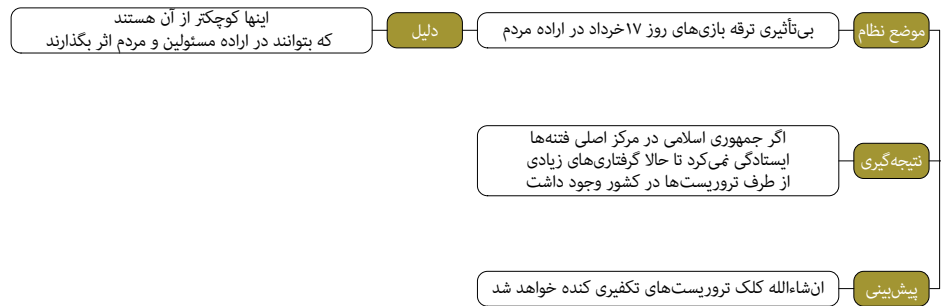 موضع نظام
بی‌تأثیری ترقه بازی‌های روز ۱۷خرداد در اراده مردم
دلیل
اینها کوچکتر از آن هستند
که بتوانند در اراده مسئولین و مردم اثر بگذارند
نتیجه‌گیری
اگر جمهوری اسلامی در مرکز اصلی فتنه‌ها
ایستادگی نمی‌کرد تا حالا گرفتاری‌های زیادی
از طرف تروریست‌ها در کشور وجود داشت
پیش‌بینی
ان‌شاءالله کلک تروریست‌های تکفیری کنده خواهد شد